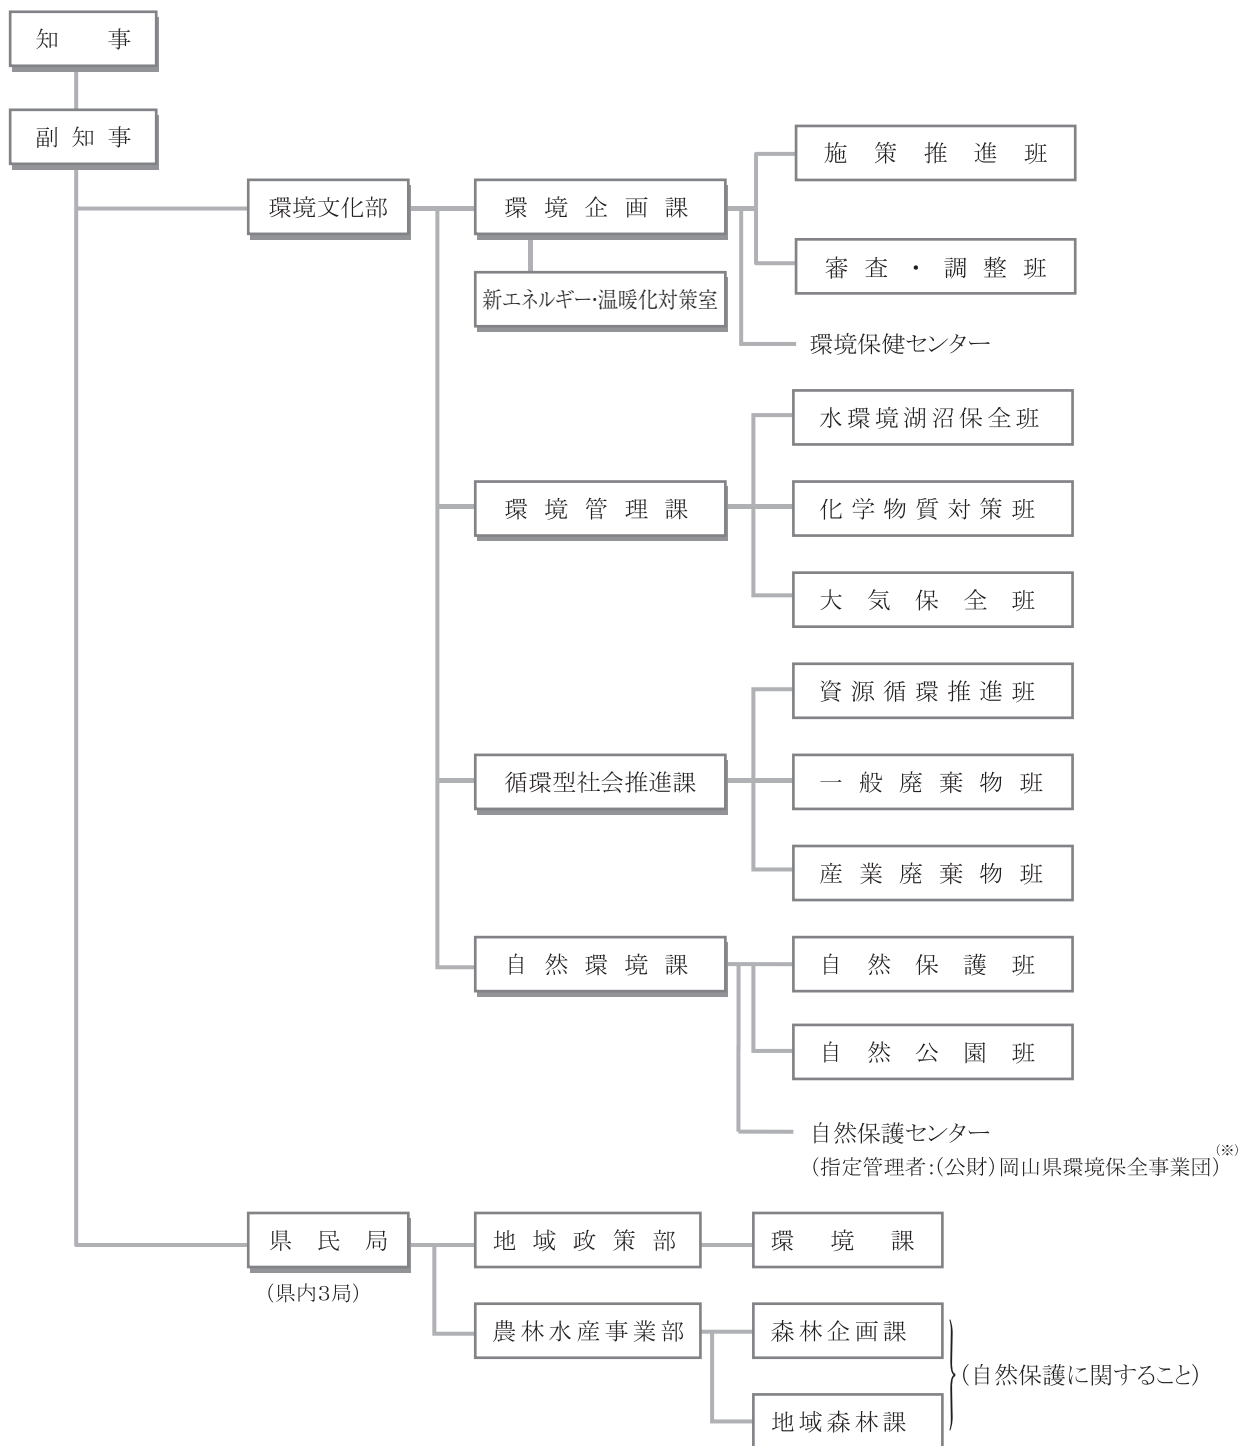 知事
副知事
環境文化部
環境企画課
新エネルギー・温暖化対策室
施策推進班
審査・調整班
環境保健センター
環境管理課
水環境湖沼保全班
化学物質対策班
大気保全班
循環型社会推進課
資源循環推進班
一般廃棄物班
産業廃棄物班
自然環境課
自然保護班
自然公園班
自然保護センター
(指定管理者:(公財)岡山県環境保全事業団)(※)
県民局
(県内3局)
地域政策部
環境課
農林水産事業部
森林企画課
地域森林課
(自然保護に関すること)